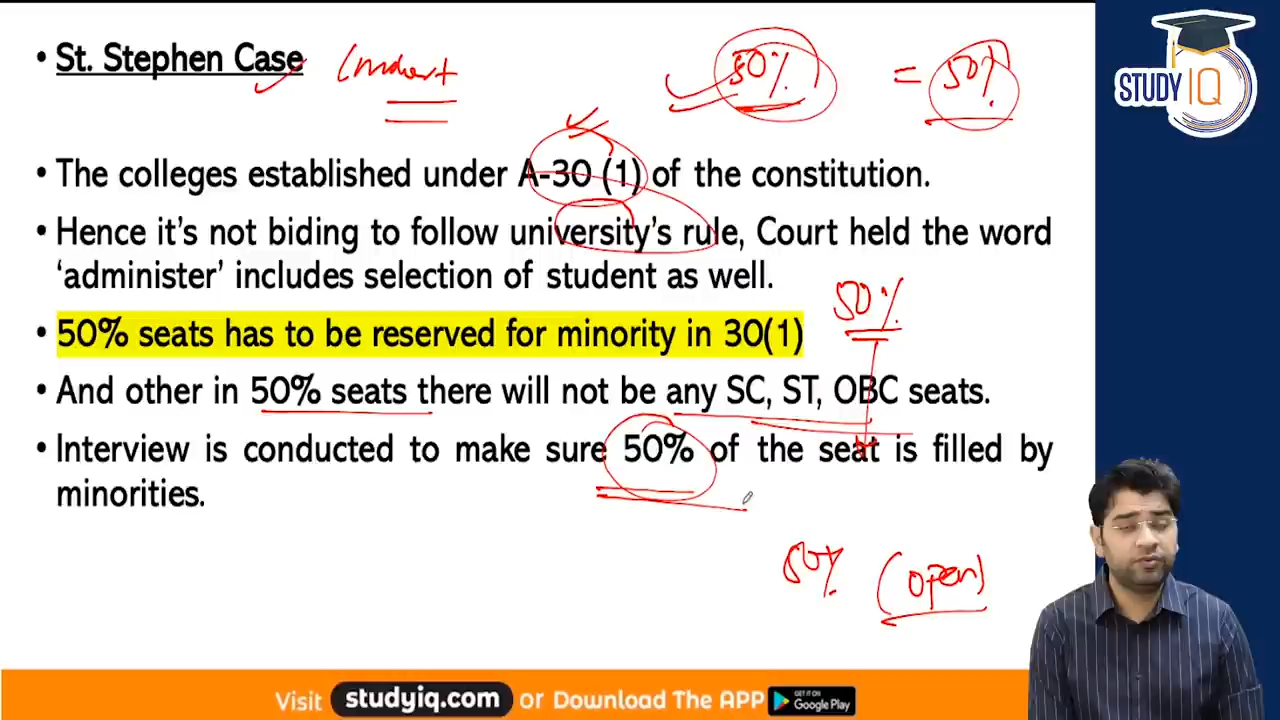 • St. Stephen Case
50% = 50%
STUDY IQ
• The colleges established under A-30 (1) of the constitution.
• Hence it's not biding to follow university's rule, Court held the word
'administer' includes selection of student as well.
50%
• 50% seats has to be reserved for minority in 30(1)
• And other in 50% seats there will not be any SC, ST, OBC seats.
• Interview is conducted to make sure 50% of the seat is filled by
minorities.
50% (open)
Visit studyiq.com or Download The APP GET IT ON Google Play